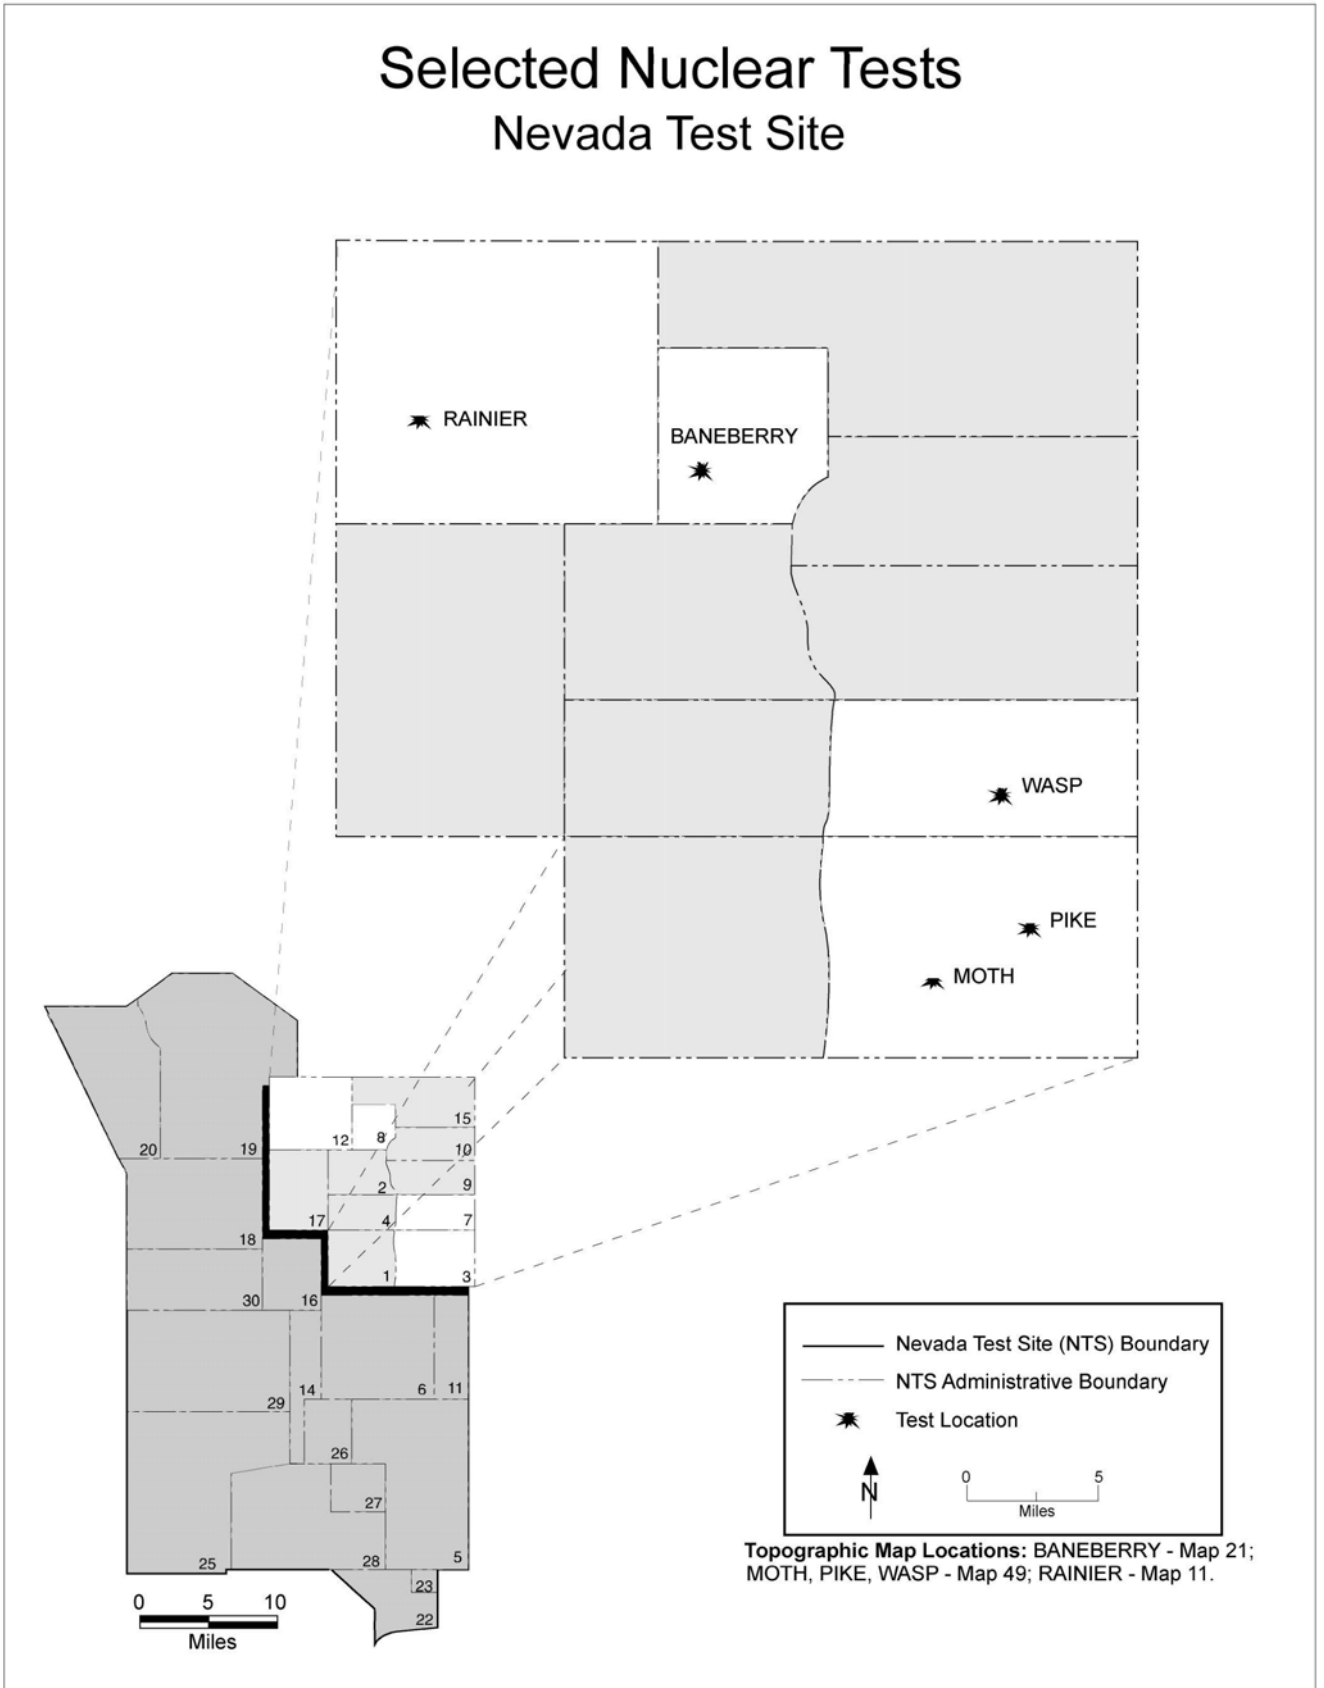 Selected Nuclear Tests
Nevada Test Site
RAINIER
BANEBERRY
WASP
PIKE
MOTH
15
12
8
20
19
10
2
9
17
4
7
18
1
3
30
16
14
6
11
29
26
27
25
28
5
23
22
0 5 10
Miles
Nevada Test Site (NTS) Boundary
NTS Administrative Boundary
Test Location
N
0 5
Miles
Topographic Map Locations: BANEBERRY - Map 21;
MOTH, PIKE, WASP - Map 49; RAINIER - Map 11.